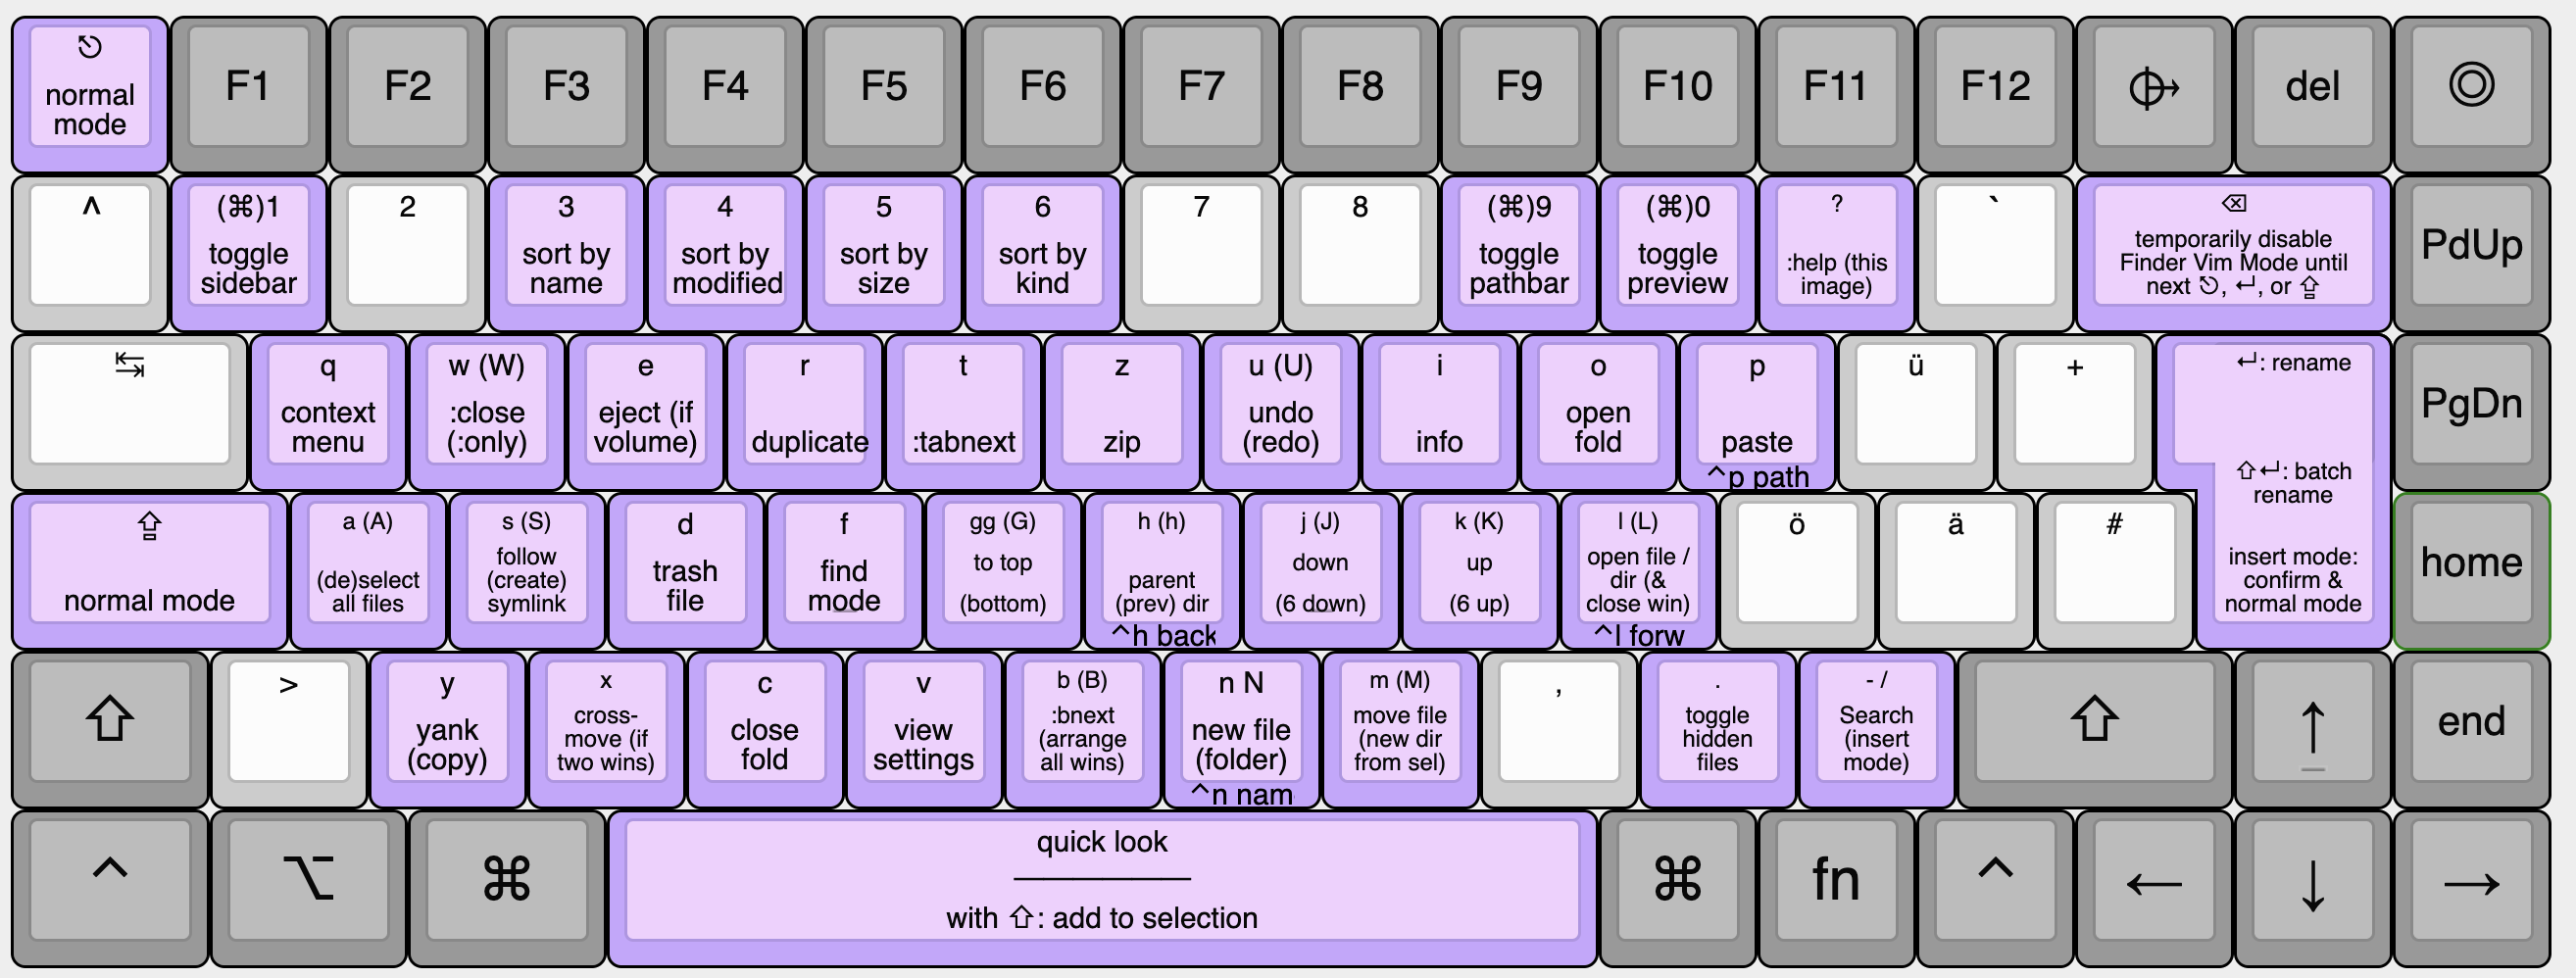 ⎋
normal
mode
F1
F2
F3
F4
F5
F6
F7
F8
F9
F10
F11
F12
⌽→
del
◎
^
(⌘)1
toggle
sidebar
2
3
sort by
name
4
sort by
modified
5
sort by
size
6
sort by
kind
7
8
(⌘)9
toggle
pathbar
(⌘)0
toggle
preview
?
:help (this
image)
`
⌫
temporarily disable
Finder Vim Mode until
next ⎋, ↵, or ⇪
PdUp
↹
q
context
menu
w (W)
:close
(:only)
e
eject (if
volume)
r
duplicate
t
:tabnext
z
zip
u (U)
undo
(redo)
i
info
o
open
fold
p
paste
^p path
ü
+
↵: rename
⇧↵: batch
rename
insert mode:
confirm &
normal mode
PgDn
⇪
normal mode
a (A)
(de)select
all files
s (S)
follow
(create)
symlink
d
trash
file
f
find
mode
gg (G)
to top
(bottom)
h (h)
parent
(prev) dir
^h back
j (J)
down
(6 down)
k (K)
up
(6 up)
l (L)
open file /
dir (&
close win)
^l forw
ö
ä
#
home
⇧
>
y
yank
(copy)
x
cross-
move (if
two wins)
c
close
fold
v
view
settings
b (B)
:bnext
(arrange
all wins)
n N
new file
(folder)
^n nam
m (M)
move file
(new dir
from sel)
,
.
toggle
hidden
files
- /
Search
(insert
mode)
⇧
↑
end
^
⌥
⌘
quick look
with ⇧: add to selection
⌘
fn
^
←
↓
→